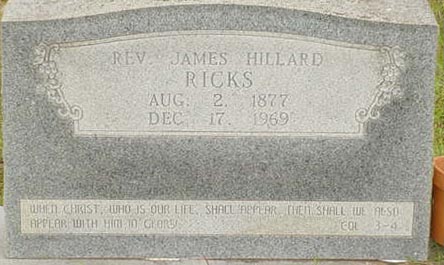 REV. JAMES HILLARD
RICKS
AUG. 2. 1877
DEC. 17. 1969
WHEN CHRIST, WHO IS OUR LIFE, SHALL APPEAR, THEN SHALL WE ALSO
APPEAR WITH HIM IN GLORY COL 3-4